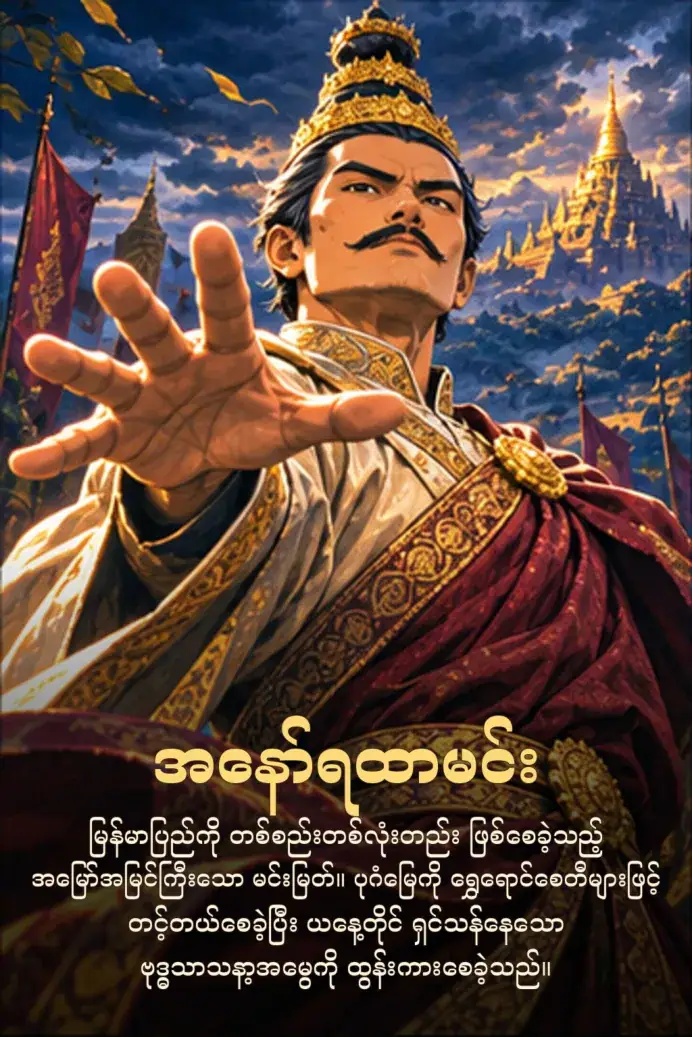 အနော်ရထာမင်း
မြန်မာပြည်ကို တစ်စည်းတစ်လုံးတည်း ဖြစ်စေခဲ့သည့်
အမြော်အမြင်ကြီးသော မင်းမြတ်။ ပုဂံမြေကို ရွှေရောင်စေတီများဖြင့်
တင့်တယ်စေခဲ့ပြီး ယနေ့တိုင် ရှင်သန်နေသော
ဗုဒ္ဓသာသနာ့အမွေကို ထွန်းကားစေခဲ့သည်။